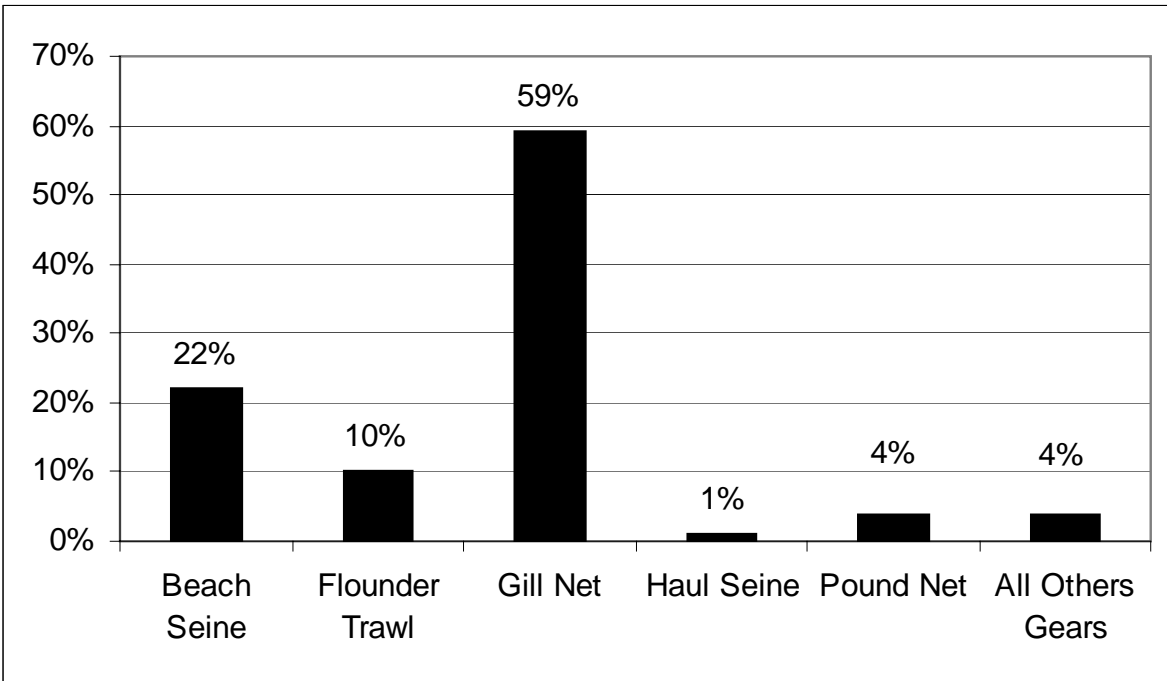 70%
60%
50%
40%
30%
20%
10%
0%
59%
22%
10%
1%
4%
4%
Beach Seine
Flounder Trawl
Gill Net
Haul Seine
Pound Net
All Others Gears